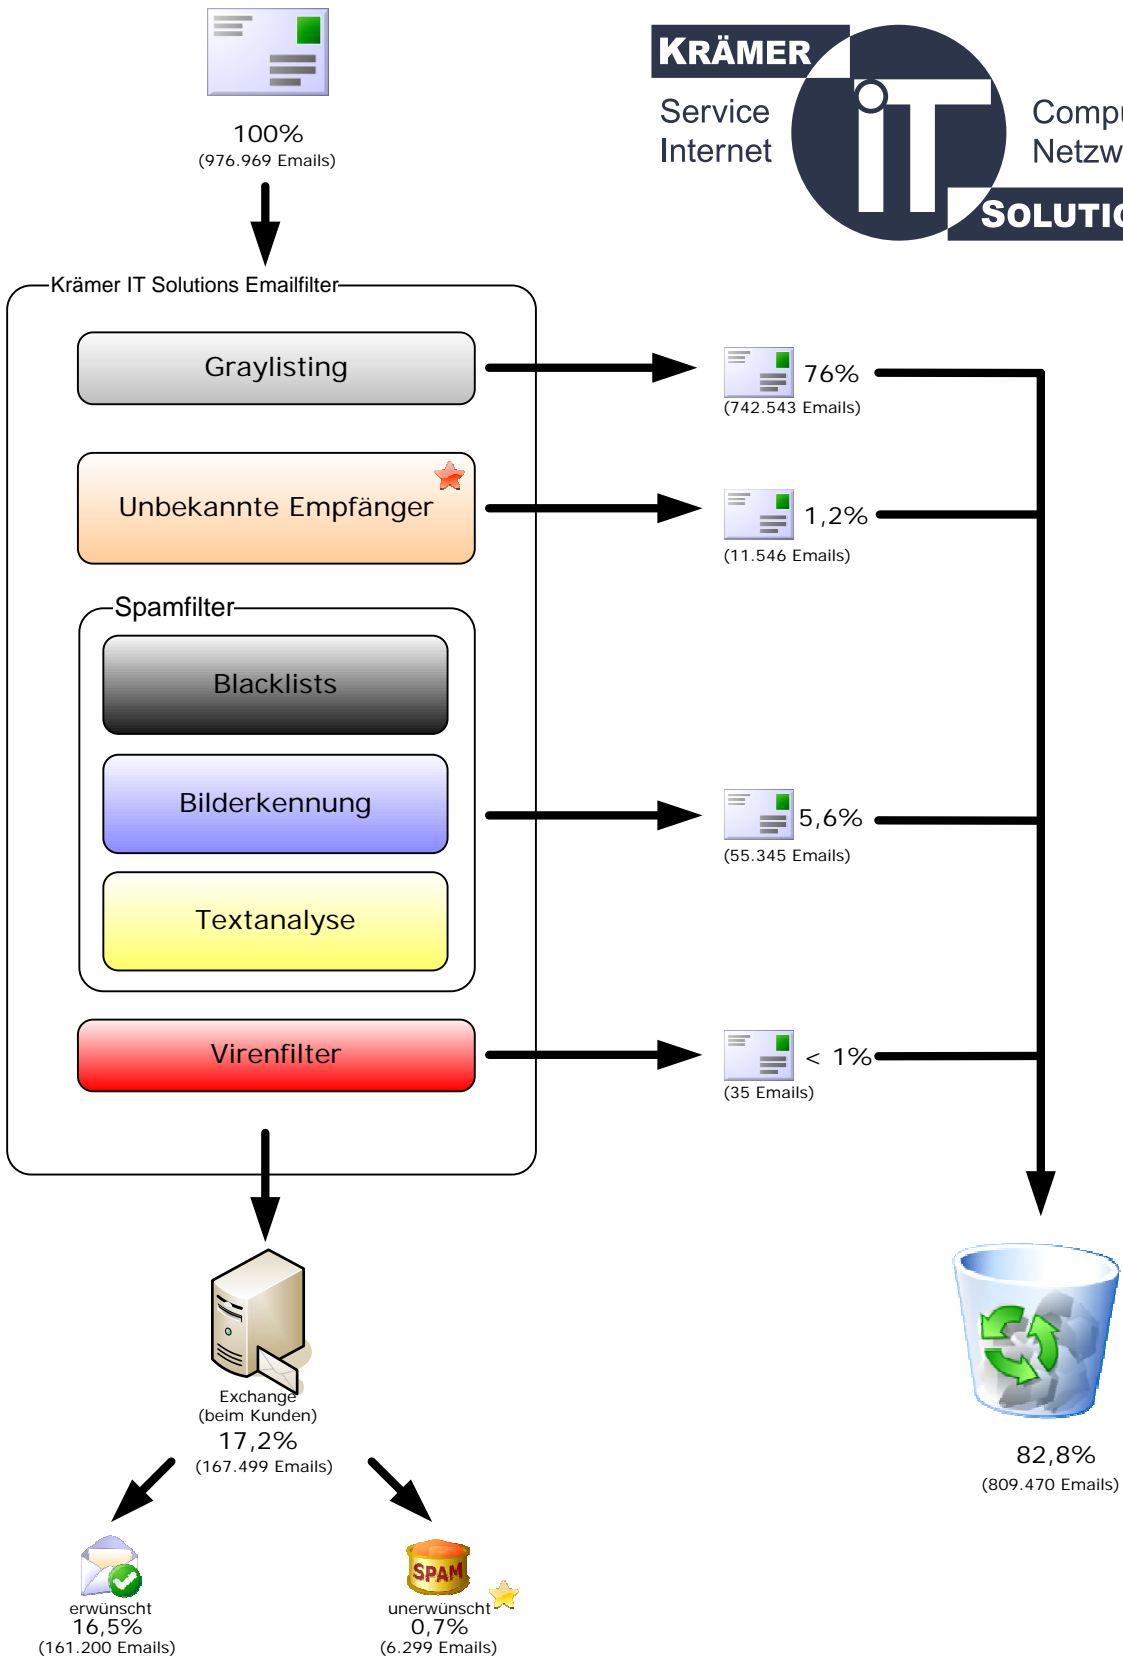 KRÄMER
Service
Internet
iT
100%
(976.969 Emails)
Krämer IT Solutions Emailfilter
Graylisting
76%
(742.543 Emails)
Unbekannte Empfänger
1,2%
(11.546 Emails)
Spamfilter
Blacklists
Bilderkennung
5,6%
(55.345 Emails)
Textanalyse
Virenfilter
< 1%
(35 Emails)
Exchange
(beim Kunden)
17,2%
(167.499 Emails)
82,8%
(809.470 Emails)
SPAM
erwünscht
16,5%
(161.200 Emails)
unerwünscht
0,7%
(6.299 Emails)